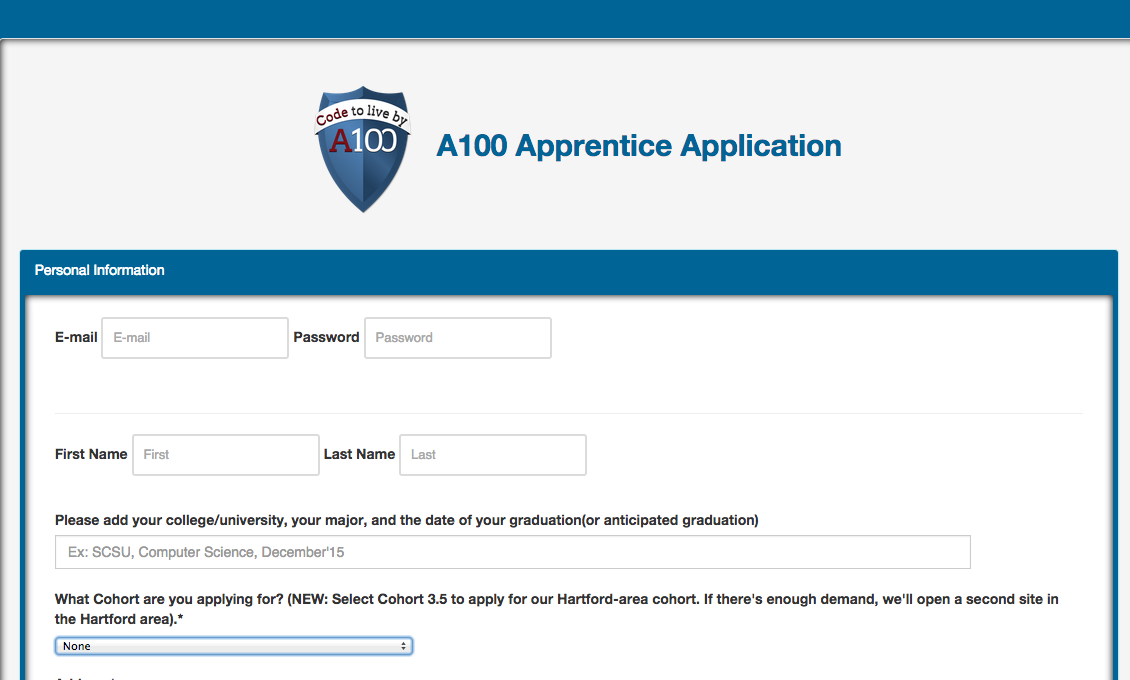 Code to live by
A100
A100 Apprentice Application
Personal Information
E-mail E-mail Password Password
First Name First Last Name Last
Please add your college/university, your major, and the date of your graduation(or anticipated graduation)
Ex: SCSU, Computer Science, December'15
What Cohort are you applying for? (NEW: Select Cohort 3.5 to apply for our Hartford-area cohort. If there's enough demand, we'll open a second site in
the Hartford area).*
None